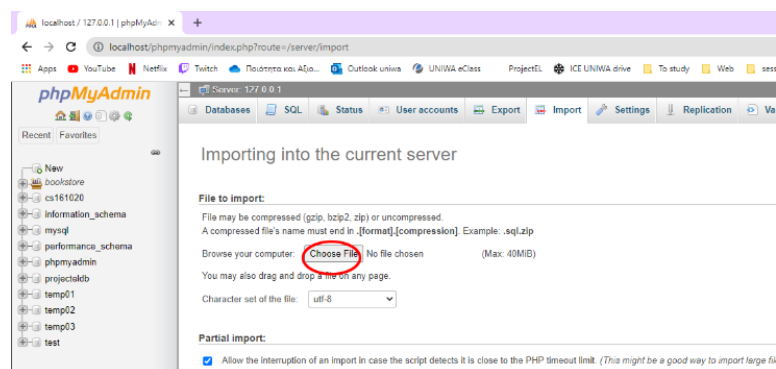 localhost / 127.0.0.1 | phpMyAdn
localhost/phpmyadmin/index.php?route=/server/import
Apps YouTube Netflix Twitch Ποιότητα και Αξιο... Outlook uniwa UNIWA eClass ProjectEL ICE UNIWA drive To study Web sess
phpMyAdmin
Server: 127.0.0.1
Databases SQL Status User accounts Export Import Settings Replication Va
Recent Favorites
Importing into the current server
New
bookstore
cs161020
information_schema
mysql
performance_schema
phpmyadmin
projectsldb
temp01
temp02
temp03
test
File to import:
File may be compressed (gzip, bzip2, zip) or uncompressed.
A compressed file's name must end in .[format].[compression]. Example: .sql.zip
Browse your computer: Choose File No file chosen (Max: 40MiB)
You may also drag and drop a file on any page.
Character set of the file: utf-8
Partial import:
Allow the interruption of an import in case the script detects it is close to the PHP timeout limit. (This might be a good way to import large fil